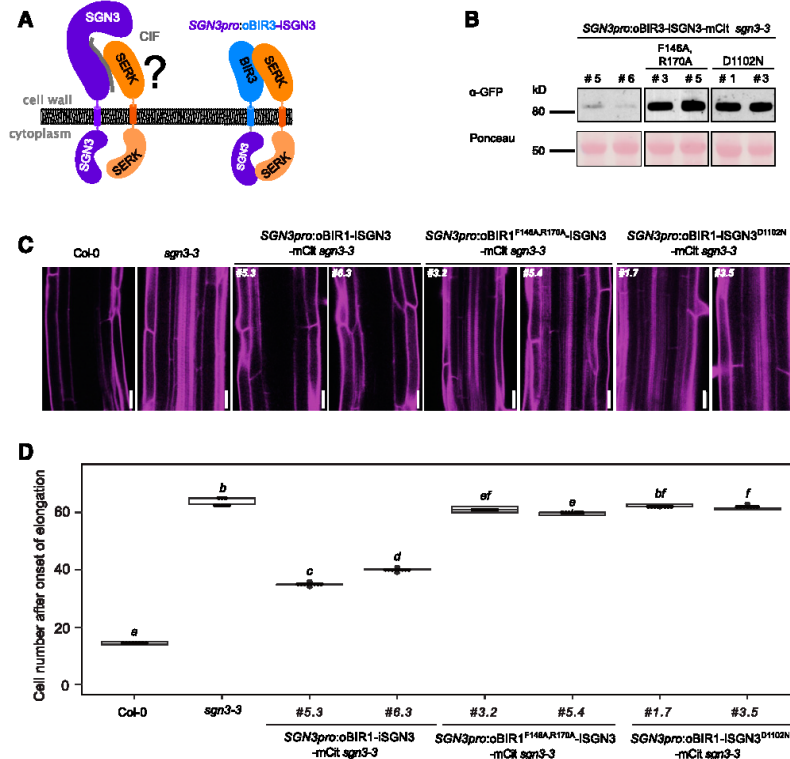 A
SGN3
CIF
SERK
?
cell wall
cytoplasm
SGN3
SERK
SGN3pro:oBIR3-iSGN3
BIR3
SERK
SGN3
SERK
B
SGN3pro:oBIR3-iSGN3-mCit sgn3-3
F146A,
R170A
D1102N
#5 #6 #3 #5 #1 #3
α-GFP
kD
80
Ponceau
50
C
Col-0
sgn3-3
SGN3pro:oBIR1-iSGN3
-mCit sgn3-3
SGN3pro:oBIR1F146A,R170A-iSGN3
-mCit sgn3-3
SGN3pro:oBIR1-iSGN3D1102N
-mCit sgn3-3
#5.3 #6.3 #3.2 #5.4 #1.7 #3.5
D
Cell number after onset of elongation
60
40
20
0
a b c d ef e bf f
Col-0 sgn3-3 #5.3 #6.3 #3.2 #5.4 #1.7 #3.5
SGN3pro:oBIR1-iSGN3
-mCit sgn3-3
SGN3pro:oBIR1F146A,R170A-iSGN3
-mCit sgn3-3
SGN3pro:oBIR1-iSGN3D1102N
-mCit sgn3-3